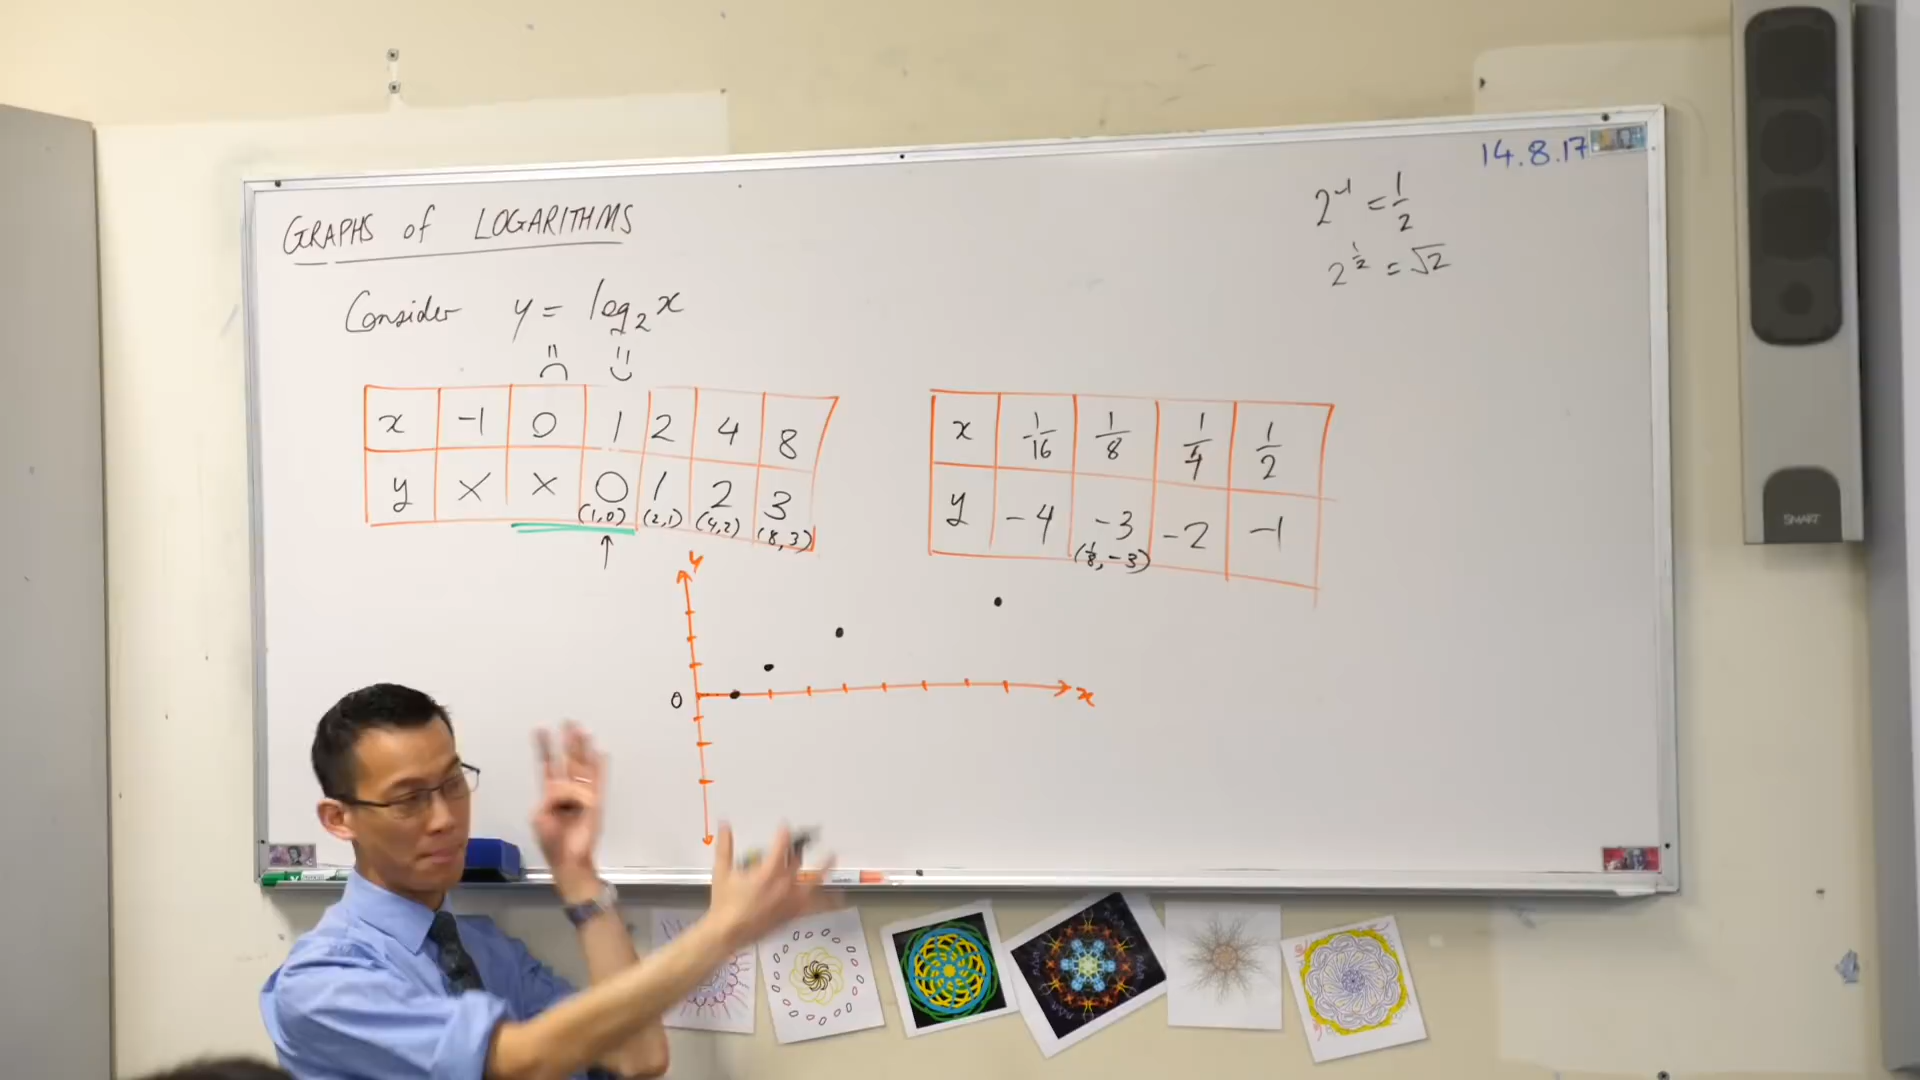 14.8.17
GRAPHS of LOGARITHMS
2⁻¹ = 1/2
2^(1/2) = √2
Consider y = log₂x
x -1 0 1 2 4 8
y × × 0 1 2 3
(1,0) (2,1) (4,2) (8,3)
x 1/16 1/8 1/4 1/2
y -4 -3 -2 -1
(1/8, -3)
y
0
x
SMART